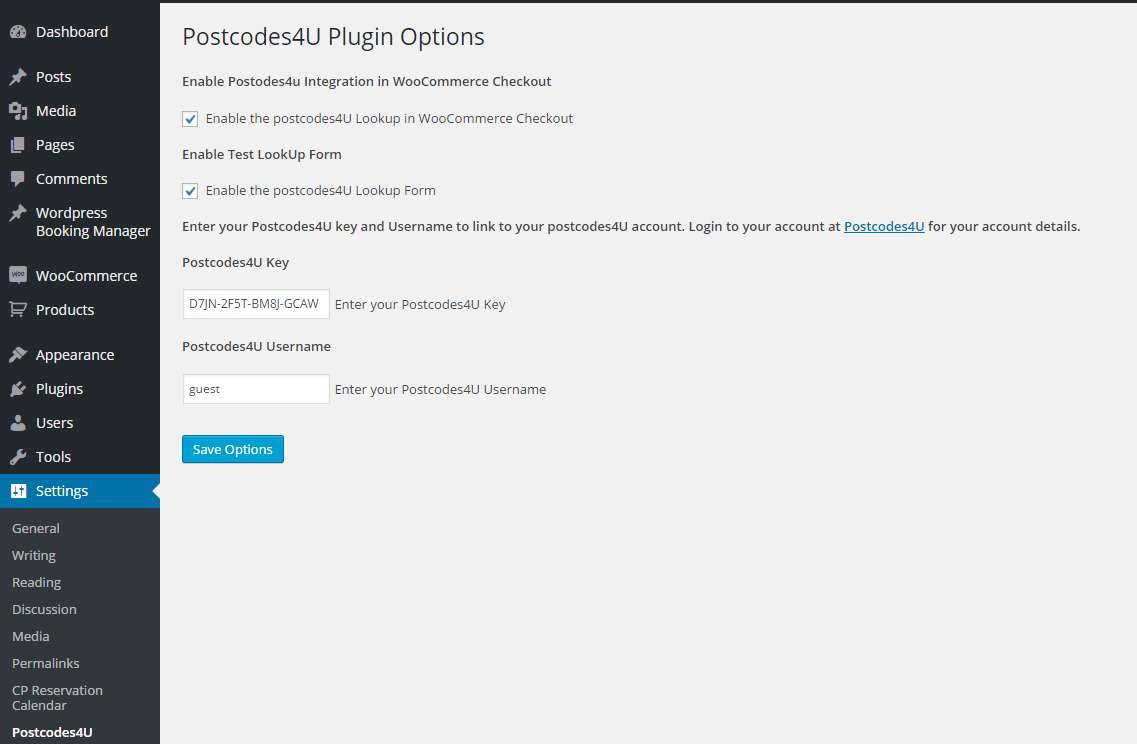 Dashboard
Posts
Media
Pages
Comments
Wordpress
Booking Manager
WOO WooCommerce
Products
Appearance
Plugins
Users
Tools
Settings
General
Writing
Reading
Discussion
Media
Permalinks
CP Reservation
Calendar
Postcodes4U
Postcodes4U Plugin Options
Enable Postodes4u Integration in WooCommerce Checkout
Enable the postcodes4U Lookup in WooCommerce Checkout
Enable Test LookUp Form
Enable the postcodes4U Lookup Form
Enter your Postcodes4U key and Username to link to your postcodes4U account. Login to your account at Postcodes4U for your account details.
Postcodes4U Key
D7JN-2F5T-BM8J-GCAW Enter your Postcodes4U Key
Postcodes4U Username
guest Enter your Postcodes4U Username
Save Options